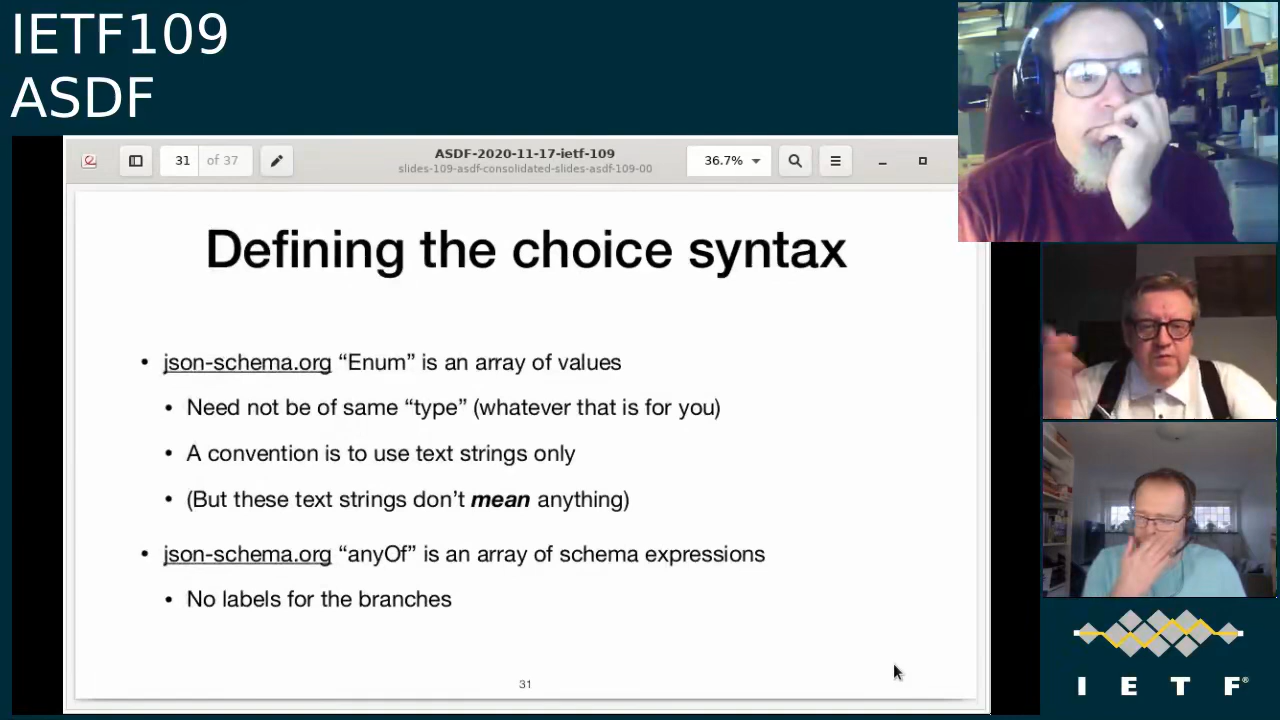 IETF109
ASDF
31 of 37
ASDF-2020-11-17-ietf-109
slides-109-asdf-consolidated-slides-asdf-109-00
36.7%
Defining the choice syntax
• json-schema.org “Enum” is an array of values
• Need not be of same “type” (whatever that is for you)
• A convention is to use text strings only
• (But these text strings don’t mean anything)
• json-schema.org “anyOf” is an array of schema expressions
• No labels for the branches
31
I E T F®